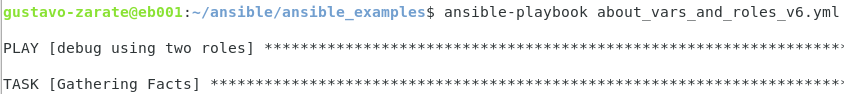 gustavo-zarate@eb001:~/ansible/ansible_examples$ ansible-playbook about_vars_and_roles_v6.yml
PLAY [debug using two roles] *****************************************************************
TASK [Gathering Facts] ***********************************************************************